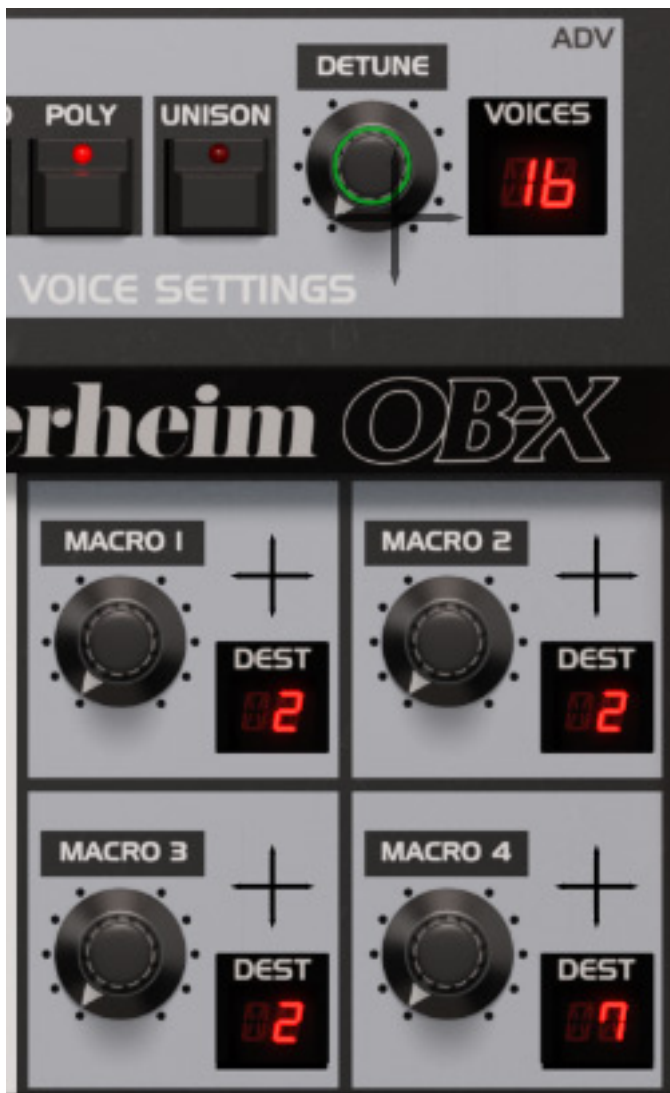 ADV
DETUNE
POLY
UNISON
VOICES
16
VOICE SETTINGS
erheim OB-X
MACRO 1
MACRO 2
DEST
2
DEST
2
MACRO 3
MACRO 4
DEST
2
DEST
7